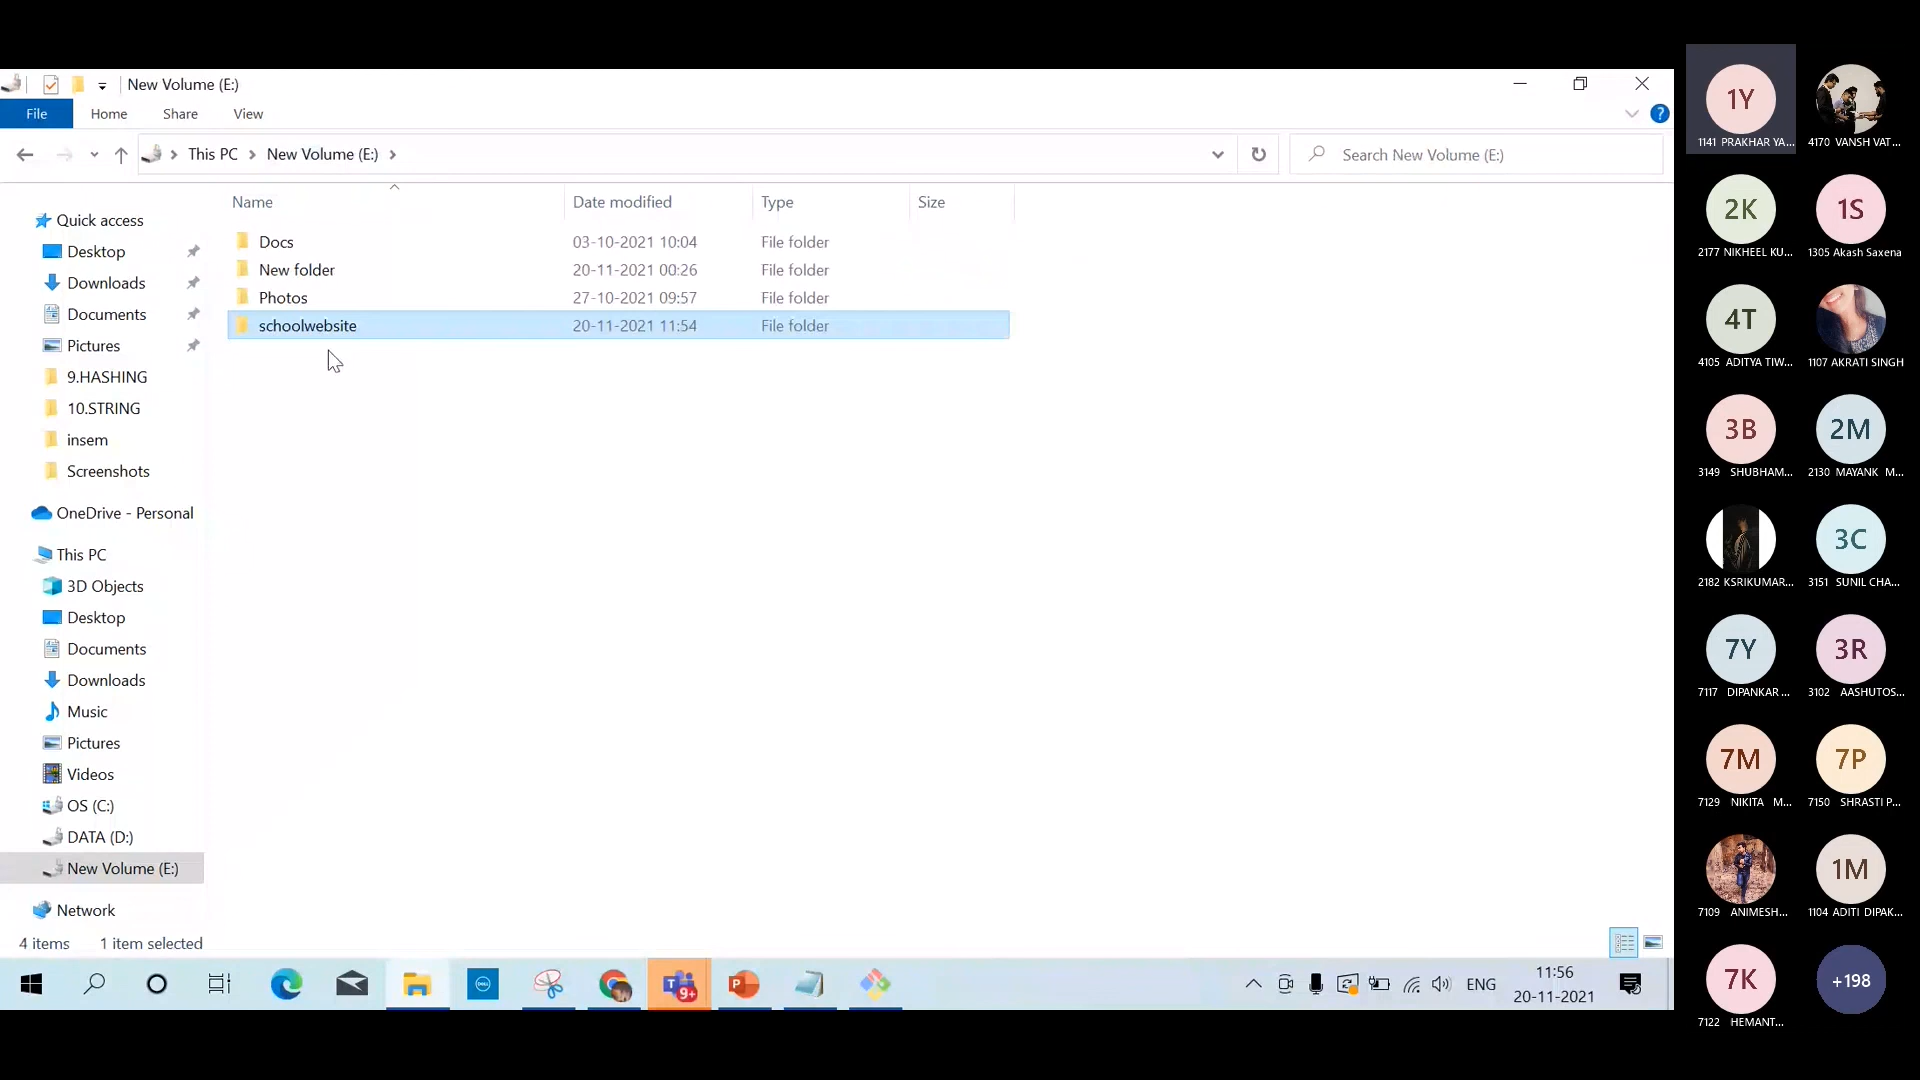 New Volume (E:)
File Home Share View
This PC New Volume (E:)
Search New Volume (E:)
Name Date modified Type Size
Docs 03-10-2021 10:04 File folder
New folder 20-11-2021 00:26 File folder
Photos 27-10-2021 09:57 File folder
schoolwebsite 20-11-2021 11:54 File folder
Quick access
Desktop
Downloads
Documents
Pictures
9.HASHING
10.STRING
insem
Screenshots
OneDrive - Personal
This PC
3D Objects
Desktop
Documents
Downloads
Music
Pictures
Videos
OS (C:)
DATA (D:)
New Volume (E:)
Network
4 items 1 item selected
9+
ENG
11:56
20-11-2021
1Y
1141 PRAKHAR YA... 4170 VANSH VAT...
2K 1S
2177 NIKHEEL KU... 1305 Akash Saxena
4T
4105 ADITYA TIW... 1107 AKRATI SINGH
3B 2M
3149 SHUBHAM... 2130 MAYANK M...
3C
2182 KSRIKUMAR... 3151 SUNIL CHA...
7Y 3R
7117 DIPANKAR ... 3102 AASHUTOS...
7M 7P
7129 NIKITA M... 7150 SHRASTI P...
1M
7109 ANIMESH... 1104 ADITI DIPAK...
7K +198
7122 HEMANT...